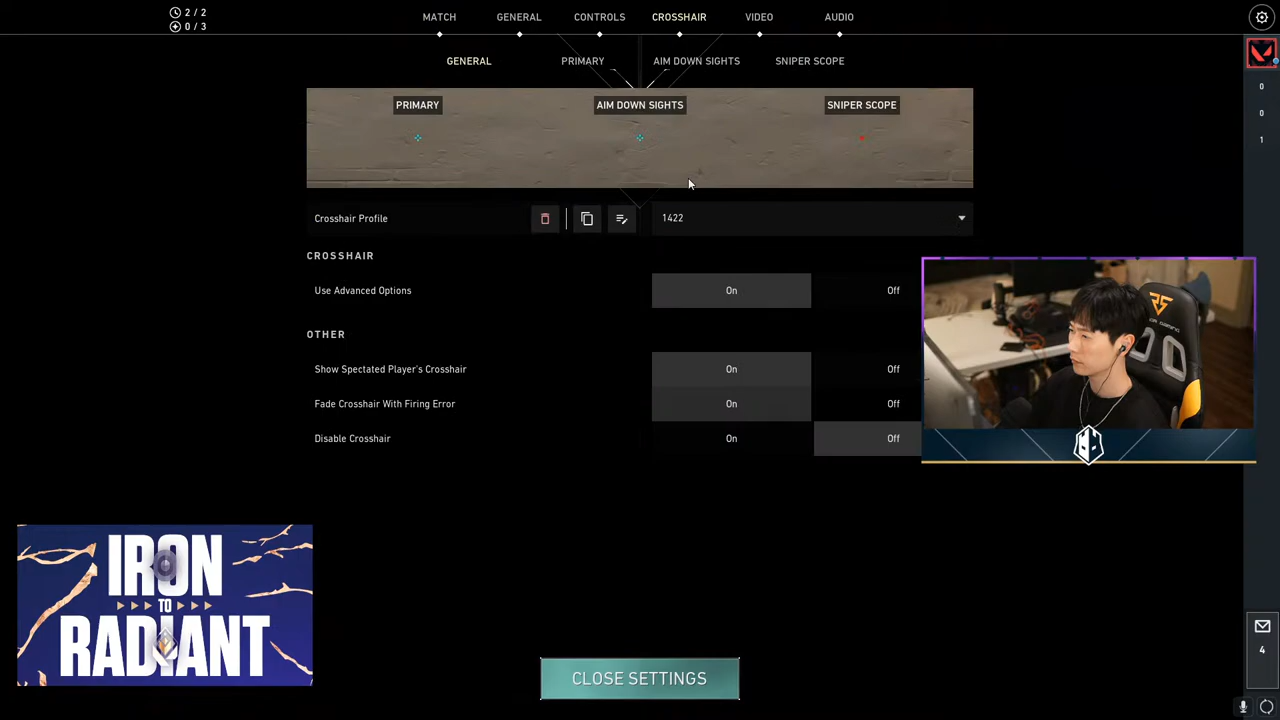 2 / 2
0 / 3
MATCH GENERAL CONTROLS CROSSHAIR VIDEO AUDIO
GENERAL PRIMARY AIM DOWN SIGHTS SNIPER SCOPE
PRIMARY AIM DOWN SIGHTS SNIPER SCOPE
0
0
1
Crosshair Profile 1422
CROSSHAIR
Use Advanced Options On Off
OTHER
Show Spectated Player's Crosshair On Off
Fade Crosshair With Firing Error On Off
Disable Crosshair On Off
IRON
TO
RADIANT
CLOSE SETTINGS
4